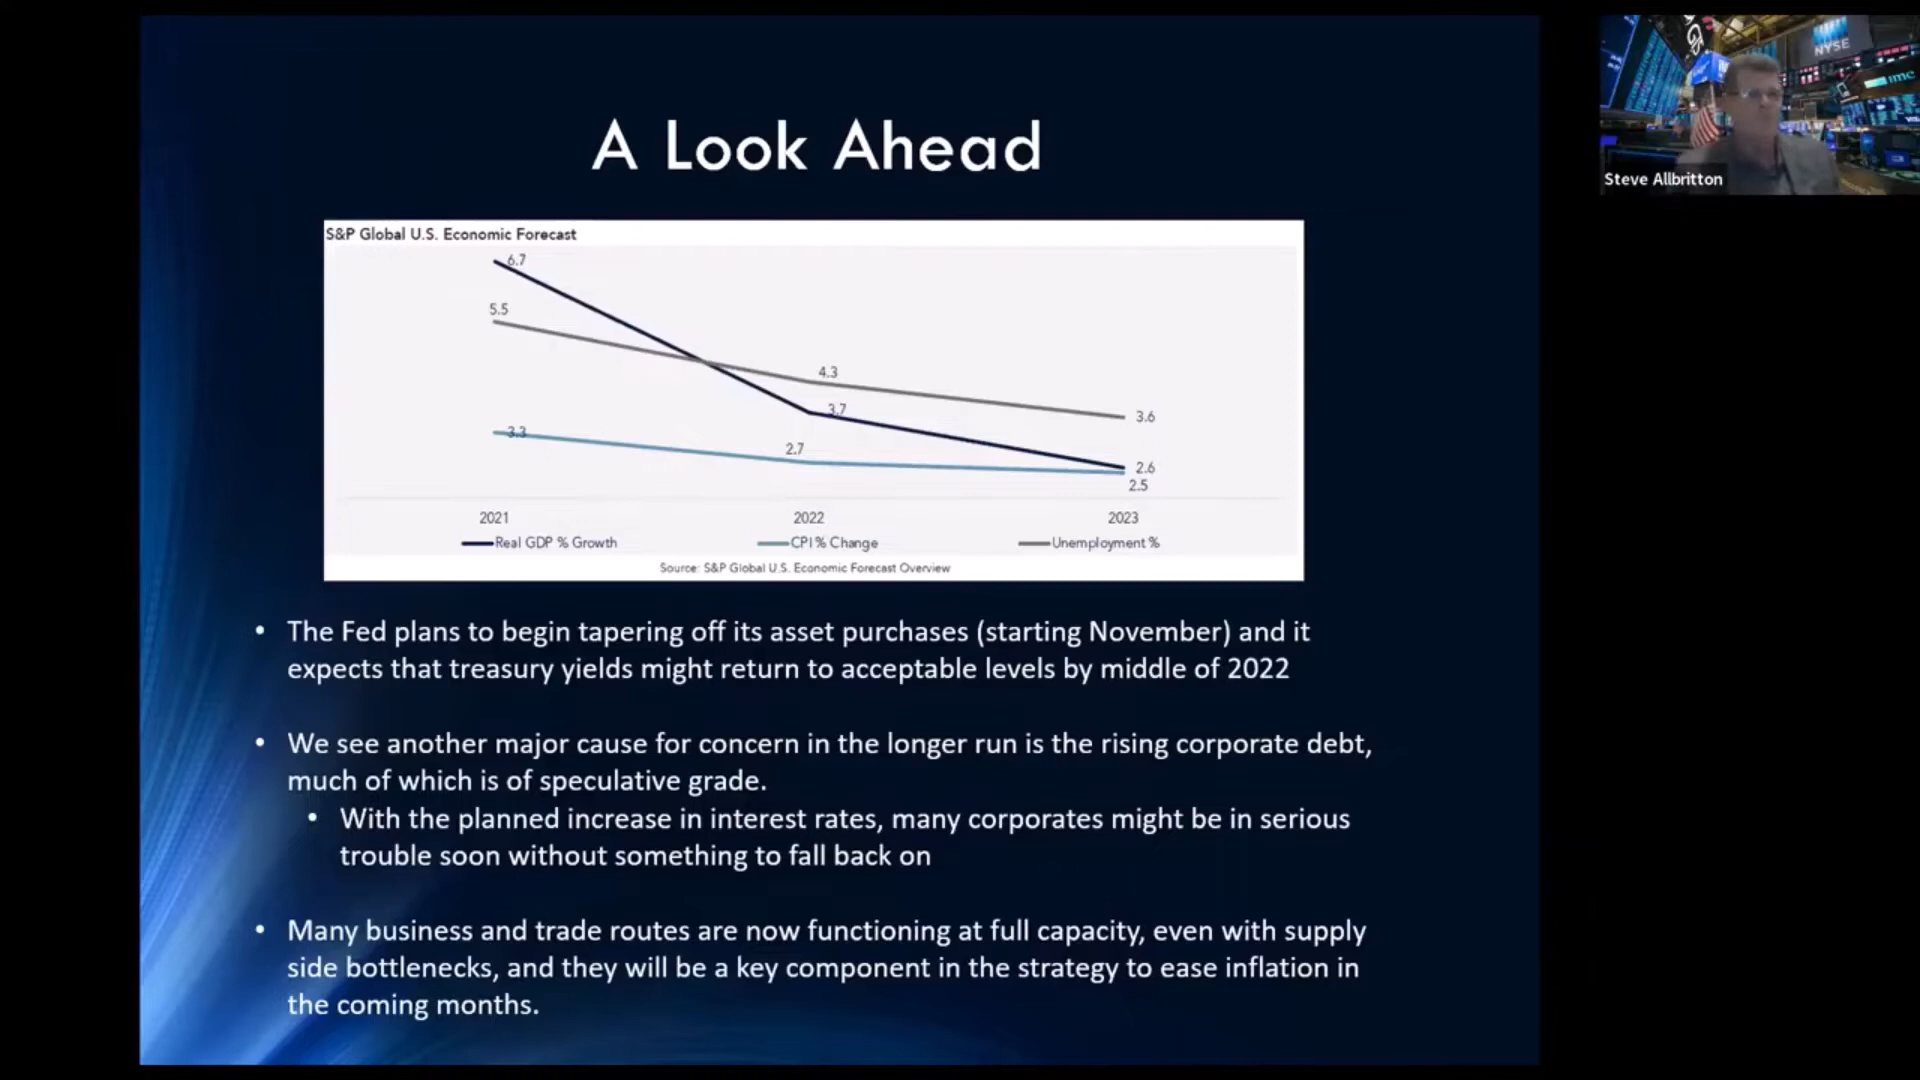 A Look Ahead
S&P Global U.S. Economic Forecast
6.7
5.5
4.3
3.7
3.6
3.3
2.7
2.6
2.5
2021 2022 2023
Real GDP % Growth CPI % Change Unemployment %
Source: S&P Global U.S. Economic Forecast Overview
• The Fed plans to begin tapering off its asset purchases (starting November) and it
expects that treasury yields might return to acceptable levels by middle of 2022
• We see another major cause for concern in the longer run is the rising corporate debt,
much of which is of speculative grade.
• With the planned increase in interest rates, many corporates might be in serious
trouble soon without something to fall back on
• Many business and trade routes are now functioning at full capacity, even with supply
side bottlenecks, and they will be a key component in the strategy to ease inflation in
the coming months.
NYSE
imc
Steve Allbritton